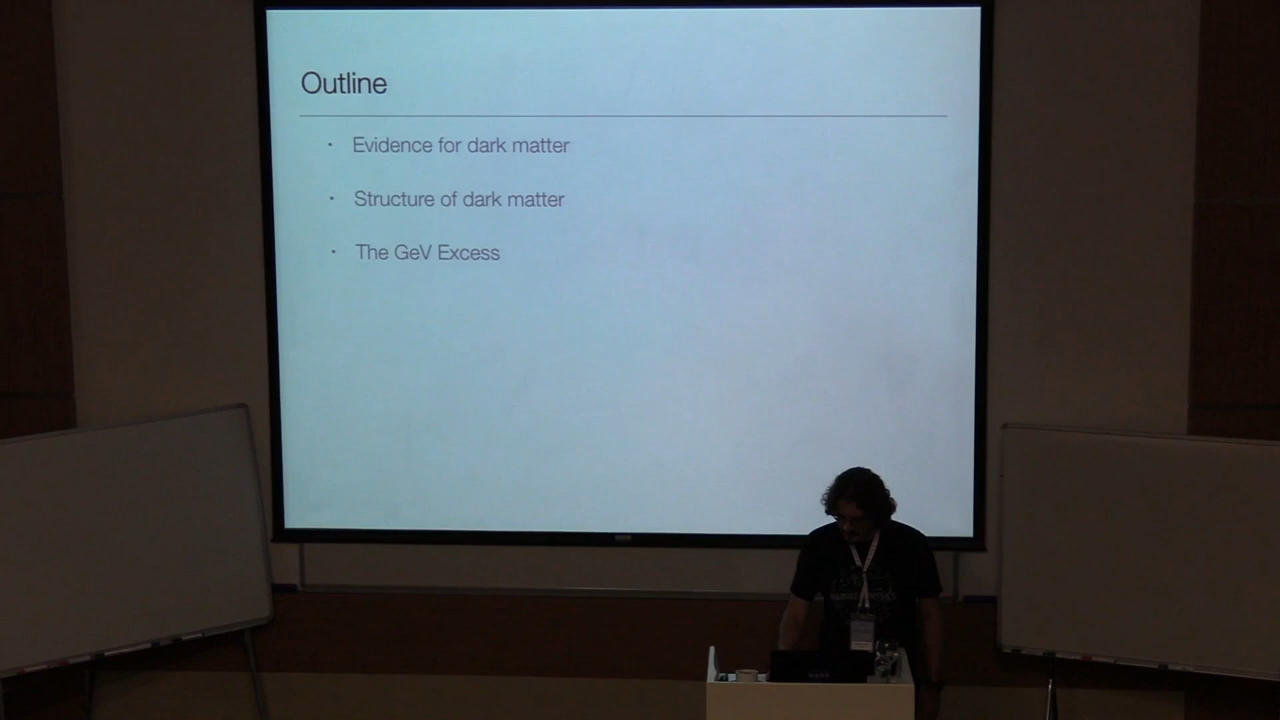 Outline
· Evidence for dark matter
· Structure of dark matter
· The GeV Excess